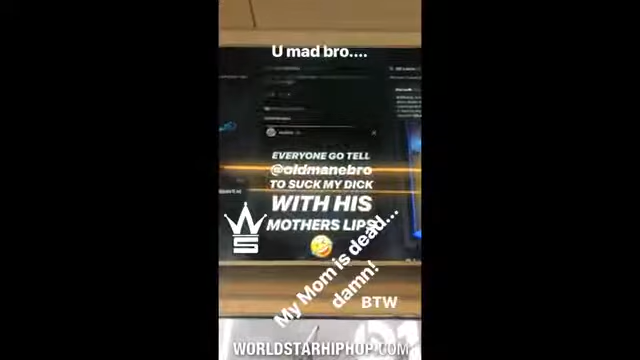 U mad bro....
EVERYONE GO TELL
@oldmanebro
TO SUCK MY DICK
WITH HIS
MOTHERS LIPS
My Mom is dead...
damn!
BTW
WORLDSTARHIPHOP.COM